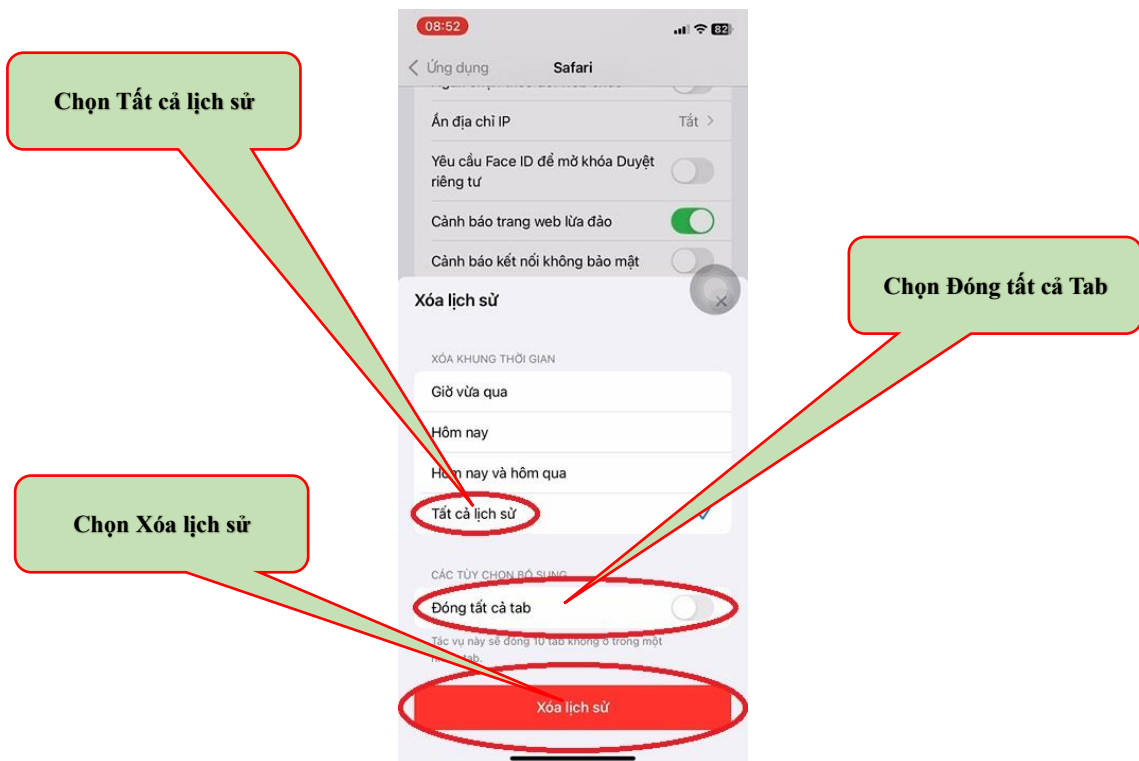 08:52
82
Ứng dụng
Safari
Ẩn địa chỉ IP
Tắt
Yêu cầu Face ID để mở khóa Duyệt
riêng tư
Cảnh báo trang web lừa đảo
Cảnh báo kết nối không bảo mật
Xóa lịch sử
XÓA KHUNG THỜI GIAN
Giờ vừa qua
Hôm nay
Hôm nay và hôm qua
Tất cả lịch sử
CÁC TÙY CHỌN BỔ SUNG
Đóng tất cả tab
Tác vụ này sẽ đóng 10 tab không ở trong một
tab.
Xóa lịch sử
Chọn Tất cả lịch sử
Chọn Đóng tất cả Tab
Chọn Xóa lịch sử